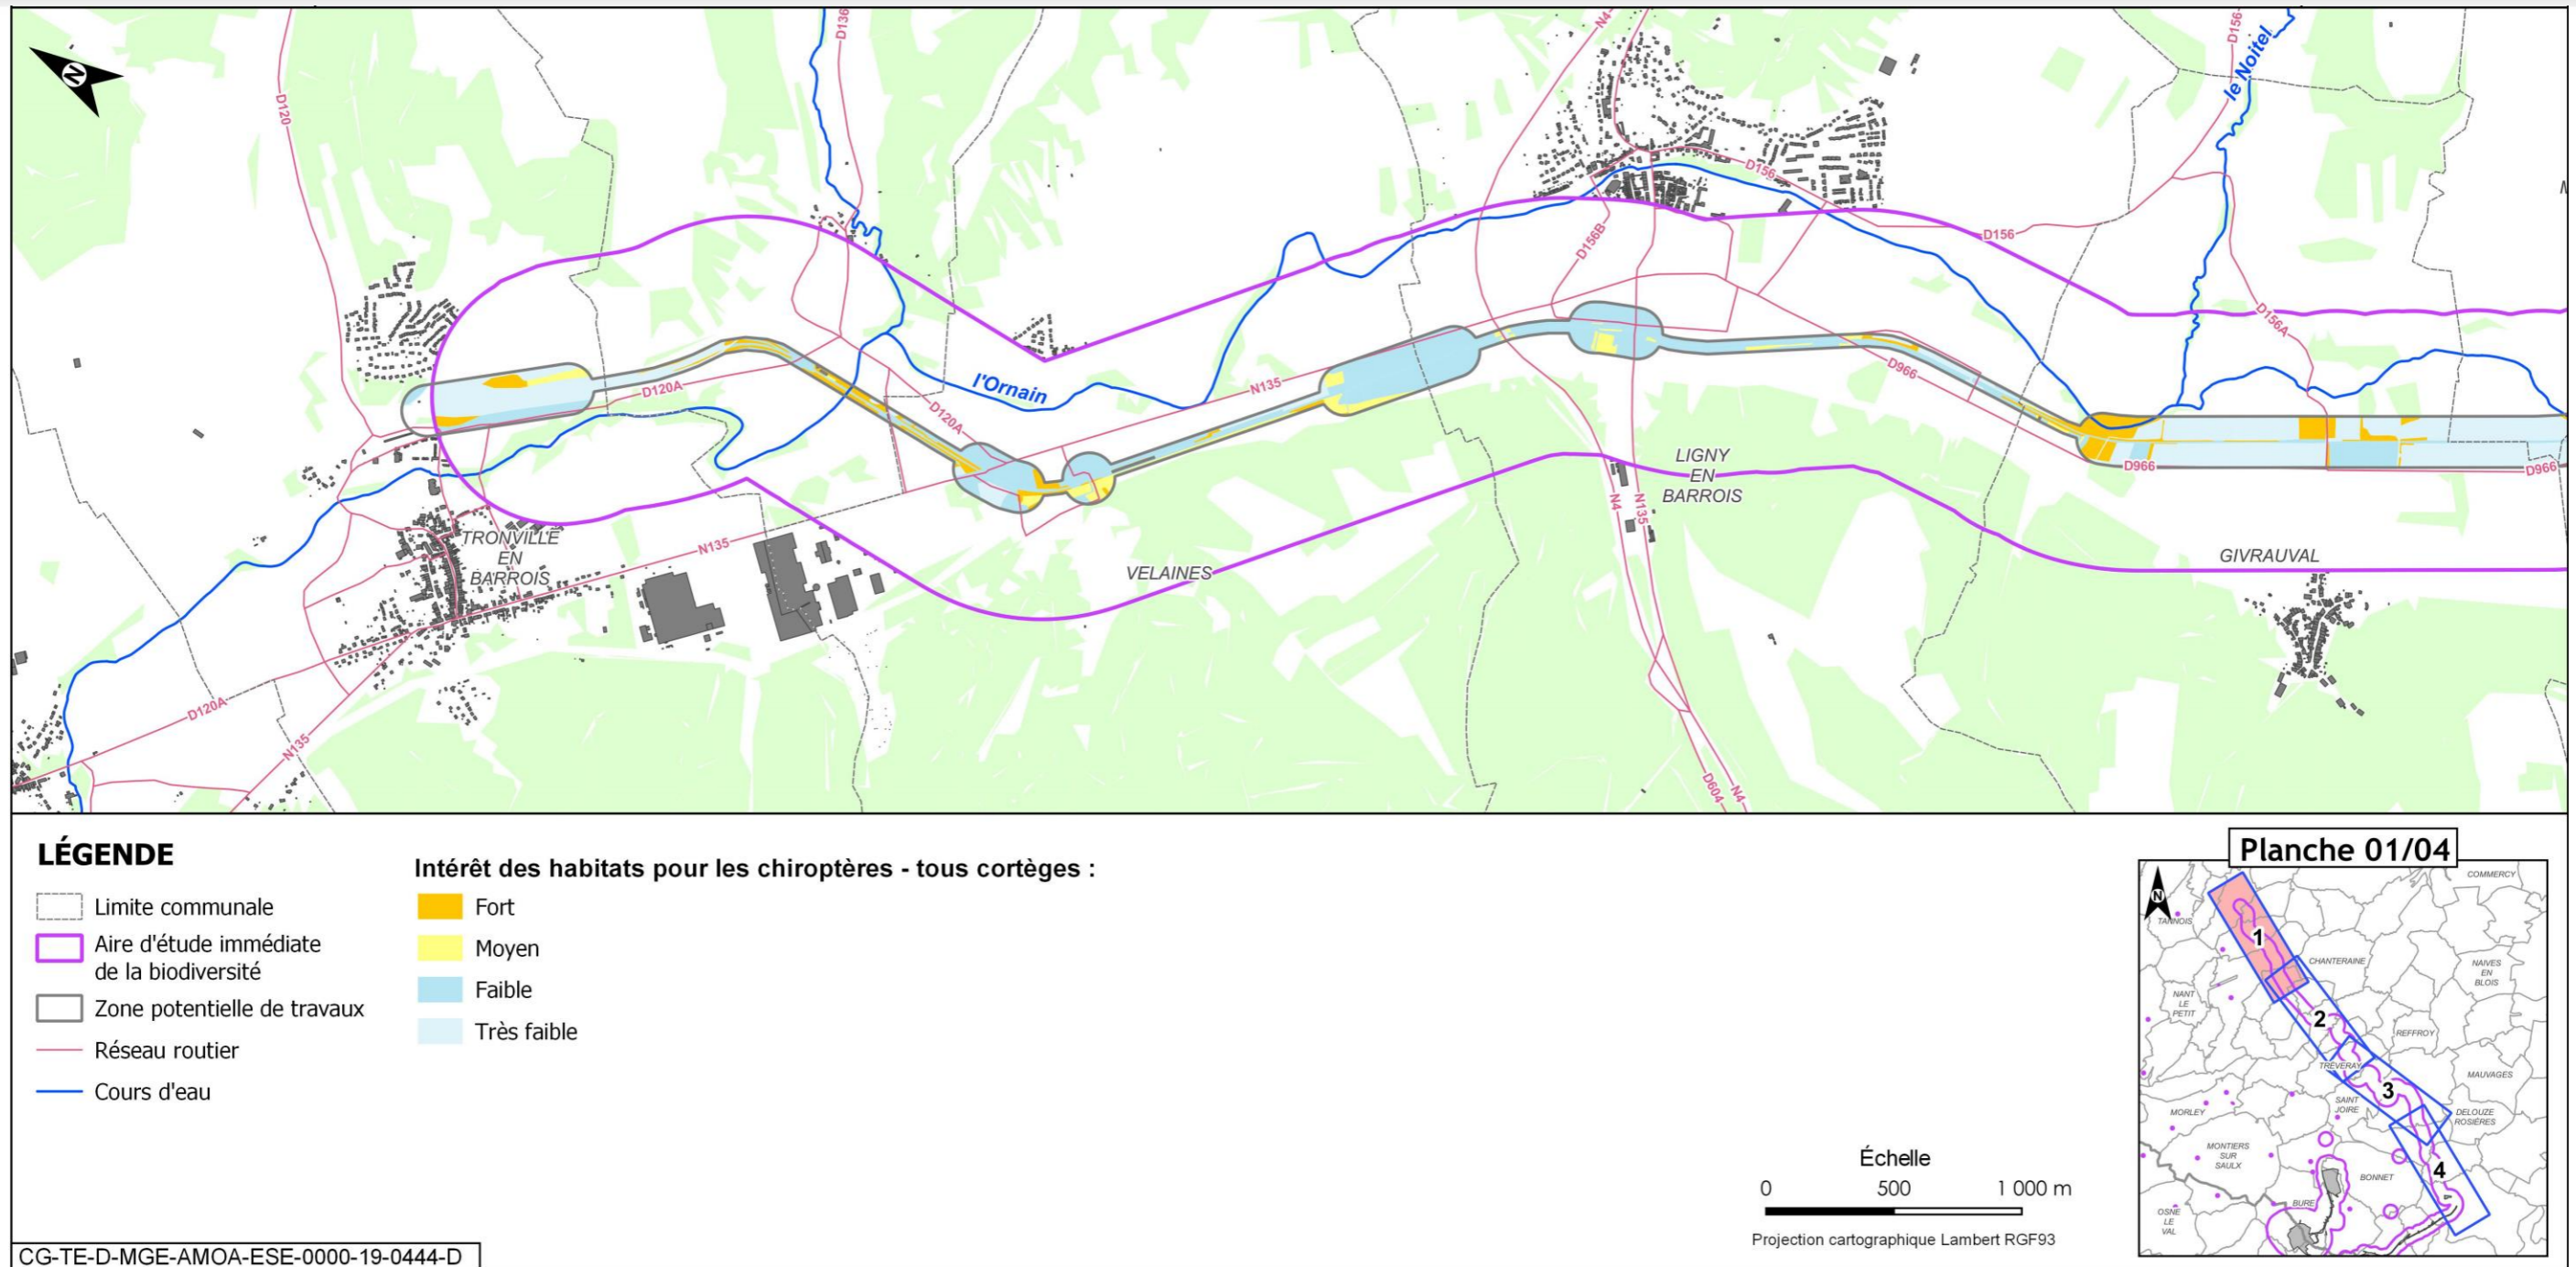 N
D120
D136
N4
D156
le Noitel
D156
D156B
D156
D156A
D120A
l'Ornain
N135
D120A
D966
D966
D966
LIGNY
EN
BARROIS
N4
N135
TRONVILLE
EN
BARROIS
N135
VELAINES
GIVRAUVAL
D120A
N135
D604
N4
LÉGENDE
Limite communale
Aire d'étude immédiate
de la biodiversité
Zone potentielle de travaux
Réseau routier
Cours d'eau
Intérêt des habitats pour les chiroptères - tous cortèges :
Fort
Moyen
Faible
Très faible
Échelle
0 500 1 000 m
Projection cartographique Lambert RGF93
Planche 01/04
N
COMMERCY
TANNOIS
1
CHANTERAINE
NAIVES
EN
BLOIS
NANT
LE
PETIT
2
REFFROY
TRÉVERAY
MAUVAGES
3
SAINT
JOIRE
MORLEY
DELOUZE
ROSIÈRES
MONTIERS
SUR
SAULX
4
BONNET
BURE
OSNE
LE
VAL
CG-TE-D-MGE-AMOA-ESE-0000-19-0444-D